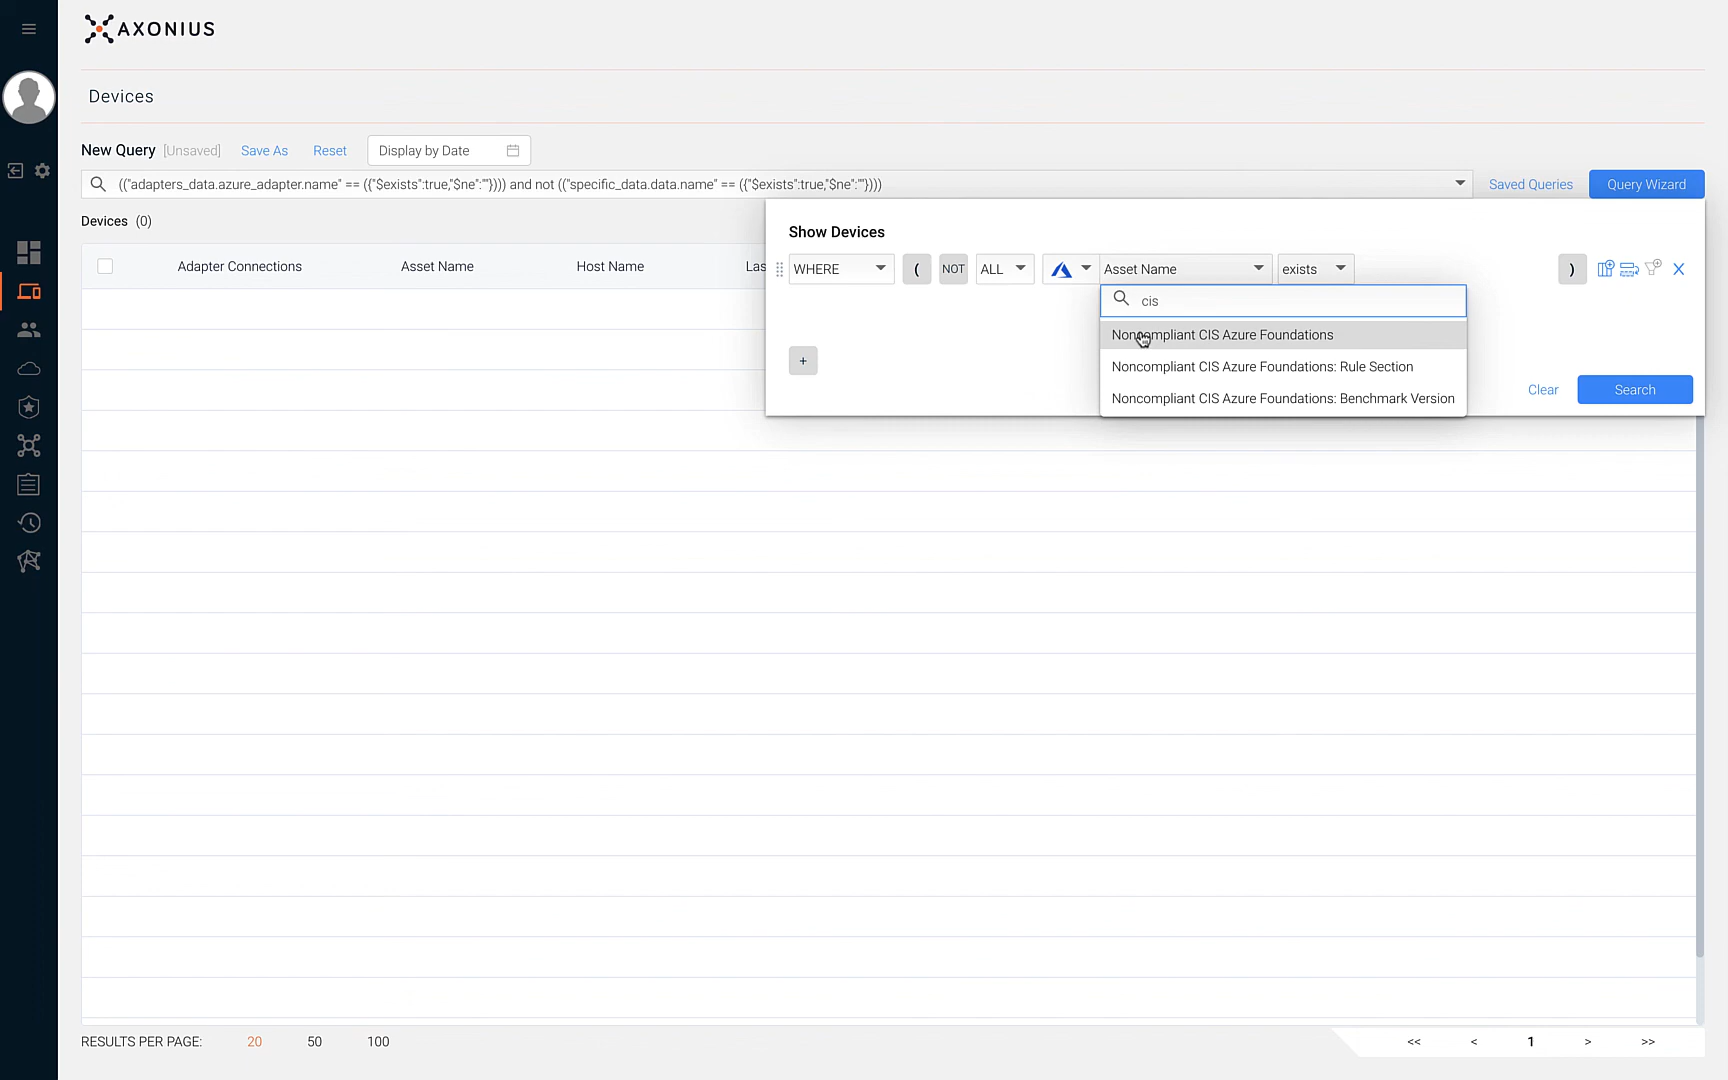 AXONIUS
Devices
New Query [Unsaved] Save As Reset Display by Date
(("adapters_data.azure_adapter.name" == ({"$exists":true,"$ne":""}))) and not (("specific_data.data.name" == ({"$exists":true,"$ne":""}))) Saved Queries Query Wizard
Devices (0)
Show Devices
WHERE ( NOT ALL Asset Name exists )
Adapter Connections Asset Name Host Name Las
cis
Noncompliant CIS Azure Foundations
Noncompliant CIS Azure Foundations: Rule Section
+
Noncompliant CIS Azure Foundations: Benchmark Version
Clear Search
RESULTS PER PAGE: 20 50 100 << < 1 > >>